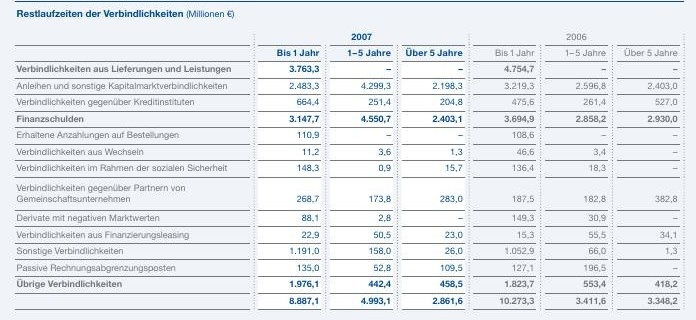 Restlaufzeiten der Verbindlichkeiten (Millionen €)
2007 2006
Bis 1 Jahr 1–5 Jahre Über 5 Jahre Bis 1 Jahr 1–5 Jahre Über 5 Jahre
Verbindlichkeiten aus Lieferungen und Leistungen 3.763,3 – – 4.754,7 – –
Anleihen und sonstige Kapitalmarktverbindlichkeiten 2.483,3 4.299,3 2.198,3 3.219,3 2.596,8 2.403,0
Verbindlichkeiten gegenüber Kreditinstituten 664,4 251,4 204,8 475,6 261,4 527,0
Finanzschulden 3.147,7 4.550,7 2.403,1 3.694,9 2.858,2 2.930,0
Erhaltene Anzahlungen auf Bestellungen 110,9 – – 108,6 – –
Verbindlichkeiten aus Wechseln 11,2 3,6 1,3 46,6 3,4 –
Verbindlichkeiten im Rahmen der sozialen Sicherheit 148,3 0,9 15,7 136,4 18,3 –
Verbindlichkeiten gegenüber Partnern von
Gemeinschaftsunternehmen 268,7 173,8 283,0 187,5 182,8 382,8
Derivate mit negativen Marktwerten 88,1 2,8 – 149,3 30,9 –
Verbindlichkeiten aus Finanzierungsleasing 22,9 50,5 23,0 15,3 55,5 34,1
Sonstige Verbindlichkeiten 1.191,0 158,0 26,0 1.052,9 66,0 1,3
Passive Rechnungsabgrenzungsposten 135,0 52,8 109,5 127,1 196,5 –
Übrige Verbindlichkeiten 1.976,1 442,4 458,5 1.823,7 553,4 418,2
8.887,1 4.993,1 2.861,6 10.273,3 3.411,6 3.348,2